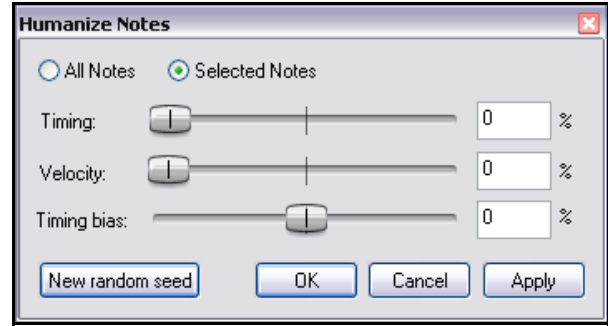 Humanize Notes
All Notes Selected Notes
Timing: 0 %
Velocity: 0 %
Timing bias: 0 %
New random seed OK Cancel Apply